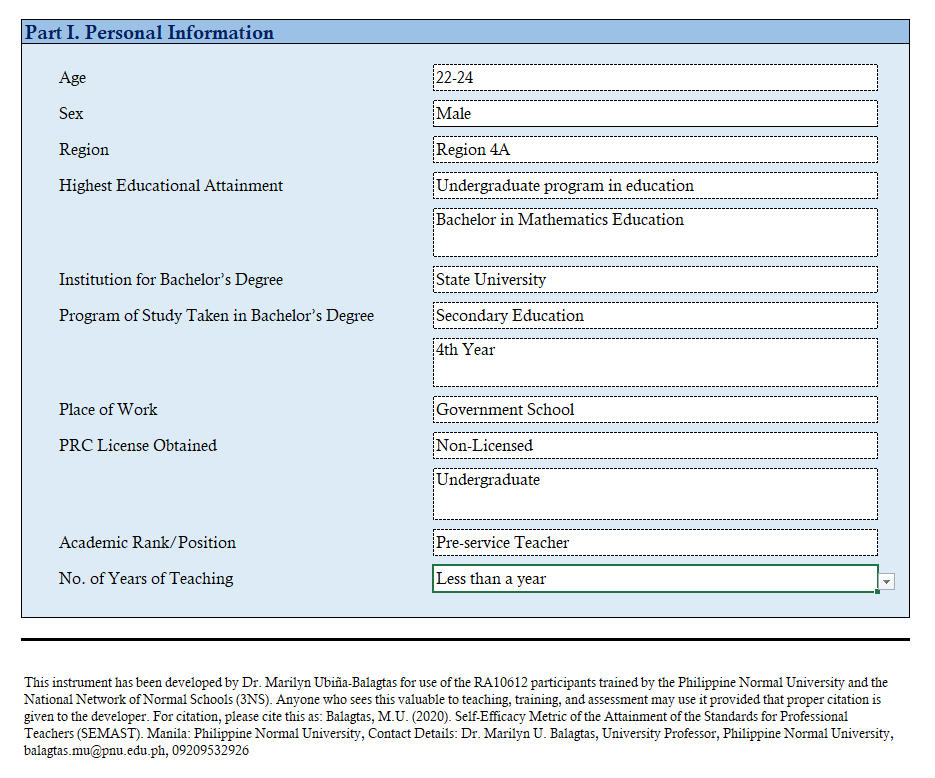 Part I. Personal Information
Age
22-24
Sex
Male
Region
Region 4A
Highest Educational Attainment
Undergraduate program in education
Bachelor in Mathematics Education
Institution for Bachelor's Degree
State University
Program of Study Taken in Bachelor's Degree
Secondary Education
4th Year
Place of Work
Government School
PRC License Obtained
Non-Licensed
Undergraduate
Academic Rank/Position
Pre-service Teacher
No. of Years of Teaching
Less than a year
This instrument has been developed by Dr. Marilyn Ubiña-Balagtas for use of the RA10612 participants trained by the Philippine Normal University and the
National Network of Normal Schools (3NS). Anyone who sees this valuable to teaching, training, and assessment may use it provided that proper citation is
given to the developer. For citation, please cite this as: Balagtas, M.U. (2020). Self-Efficacy Metric of the Attainment of the Standards for Professional
Teachers (SEMAST). Manila: Philippine Normal University, Contact Details: Dr. Marilyn U. Balagtas, University Professor, Philippine Normal University,
balagtas.mu@pnu.edu.ph, 09209532926